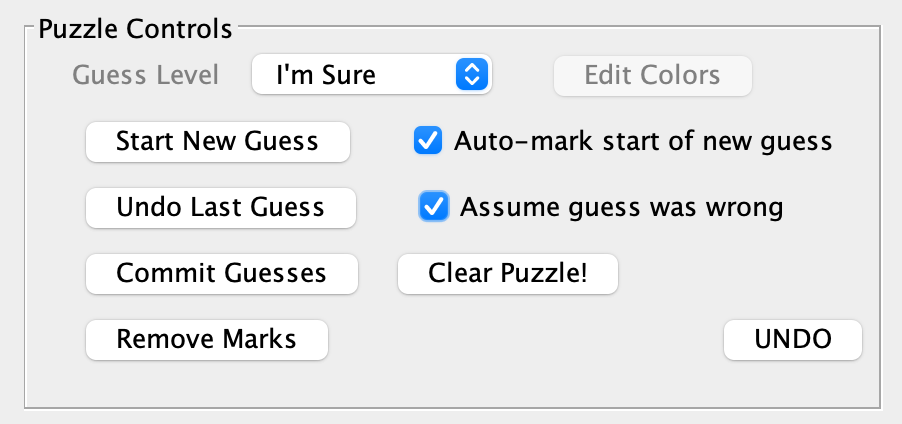 Puzzle Controls
Guess Level I'm Sure Edit Colors
Start New Guess Auto-mark start of new guess
Undo Last Guess Assume guess was wrong
Commit Guesses Clear Puzzle!
Remove Marks UNDO